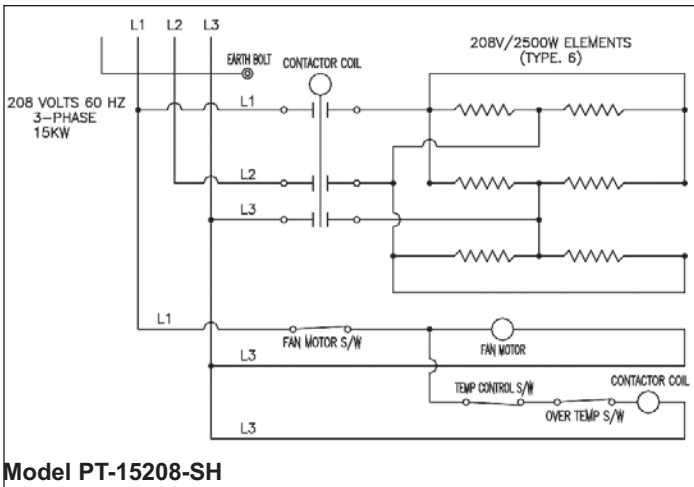 L1 L2 L3
EARTH BOLT
CONTACTOR COIL
208V/2500W ELEMENTS
(TYPE. 6)
208 VOLTS 60 HZ
3-PHASE
15KW
L1
L2
L3
L1
FAN MOTOR S/W
FAN MOTOR
L3
TEMP CONTROL S/W
CONTACTOR COIL
OVER TEMP S/W
L3
Model PT-15208-SH